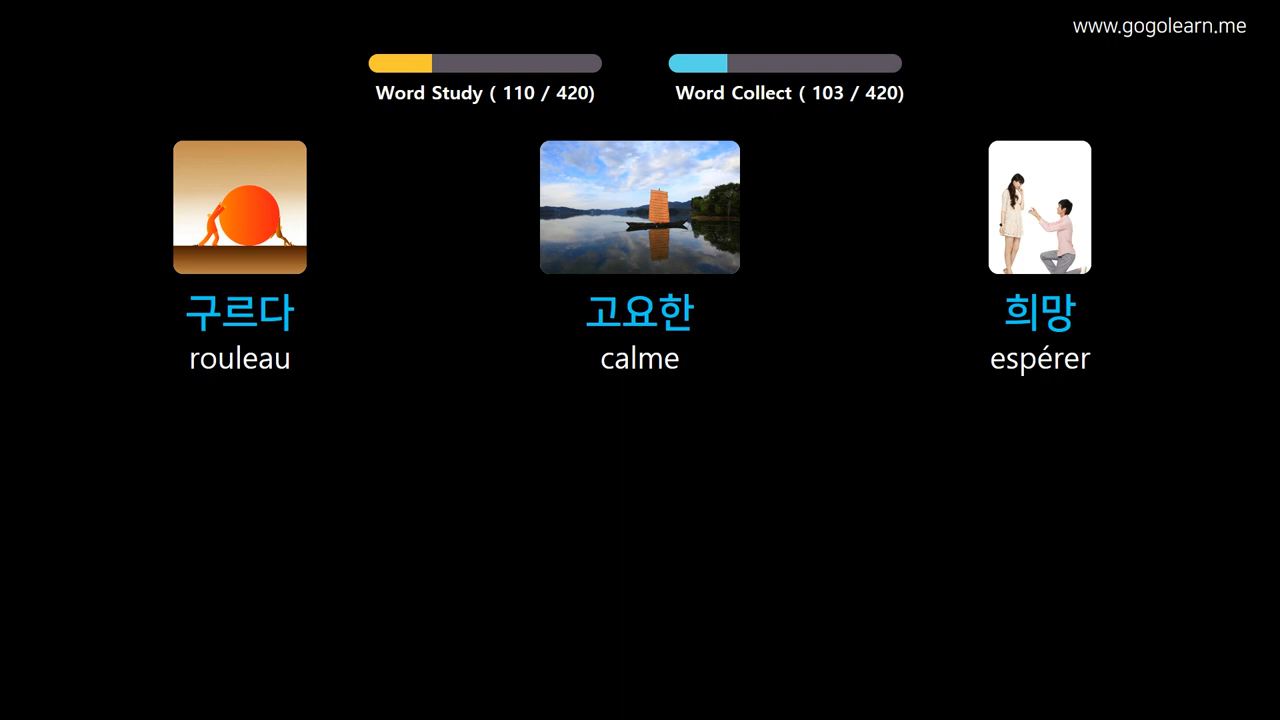 www.gogolearn.me
Word Study ( 110 / 420)
Word Collect ( 103 / 420)
구르다
rouleau
고요한
calme
희망
espérer